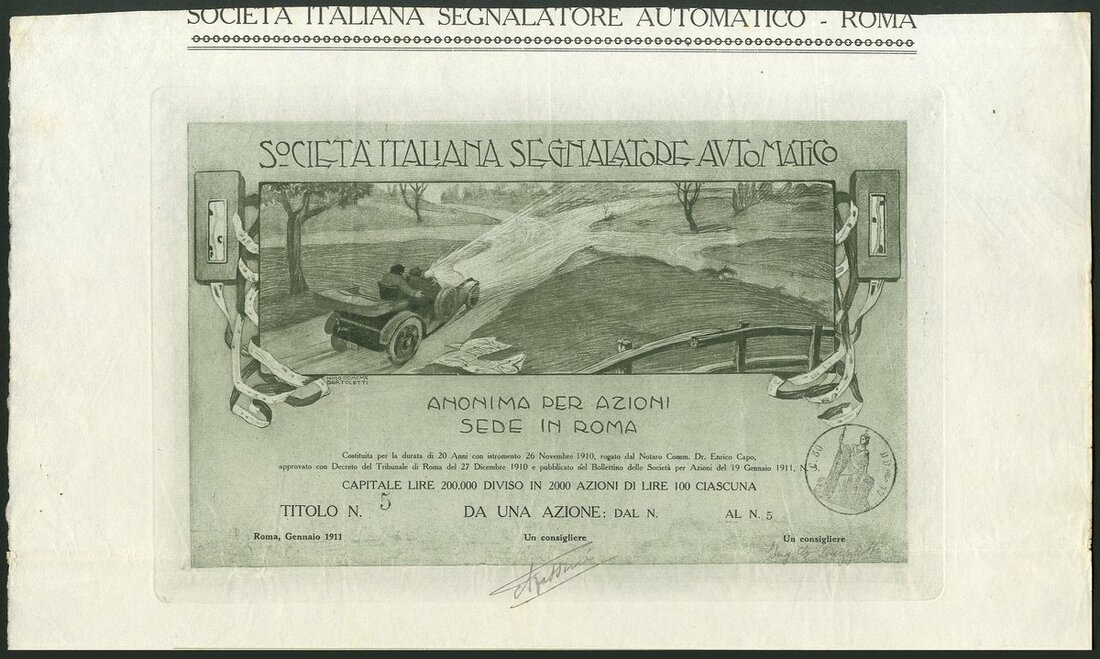 SOCIETÀ ITALIANA SEGNALATORE AUTOMATICO - ROMA
SOCIETÀ ITALIANA SEGNALATORE AVTOMATICO
BERTOLETTI
ANONIMA PER AZIONI
SEDE IN ROMA
Costituita per la durata di 20 Anni con istromento 26 Novembre 1910, rogato dal Notaro Comm. Dr. Enrico Capo,
approvato con Decreto del Tribunale di Roma del 27 Dicembre 1910 e pubblicato nel Bollettino delle Società per Azioni del 19 Gennaio 1911, N. 3.
CAPITALE LIRE 200.000 DIVISO IN 2000 AZIONI DI LIRE 100 CIASCUNA
TITOLO N. 5 DA UNA AZIONE: DAL N. AL N. 5
Roma, Gennaio 1911 Un consigliere Un consigliere